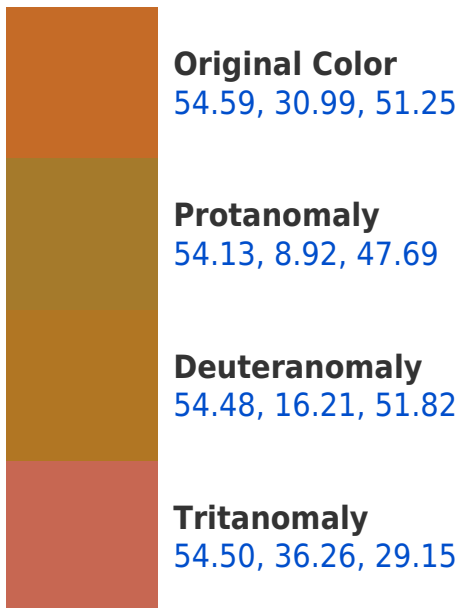 Original Color
54.59, 30.99, 51.25
Protanomaly
54.13, 8.92, 47.69
Deuteranomaly
54.48, 16.21, 51.82
Tritanomaly
54.50, 36.26, 29.15